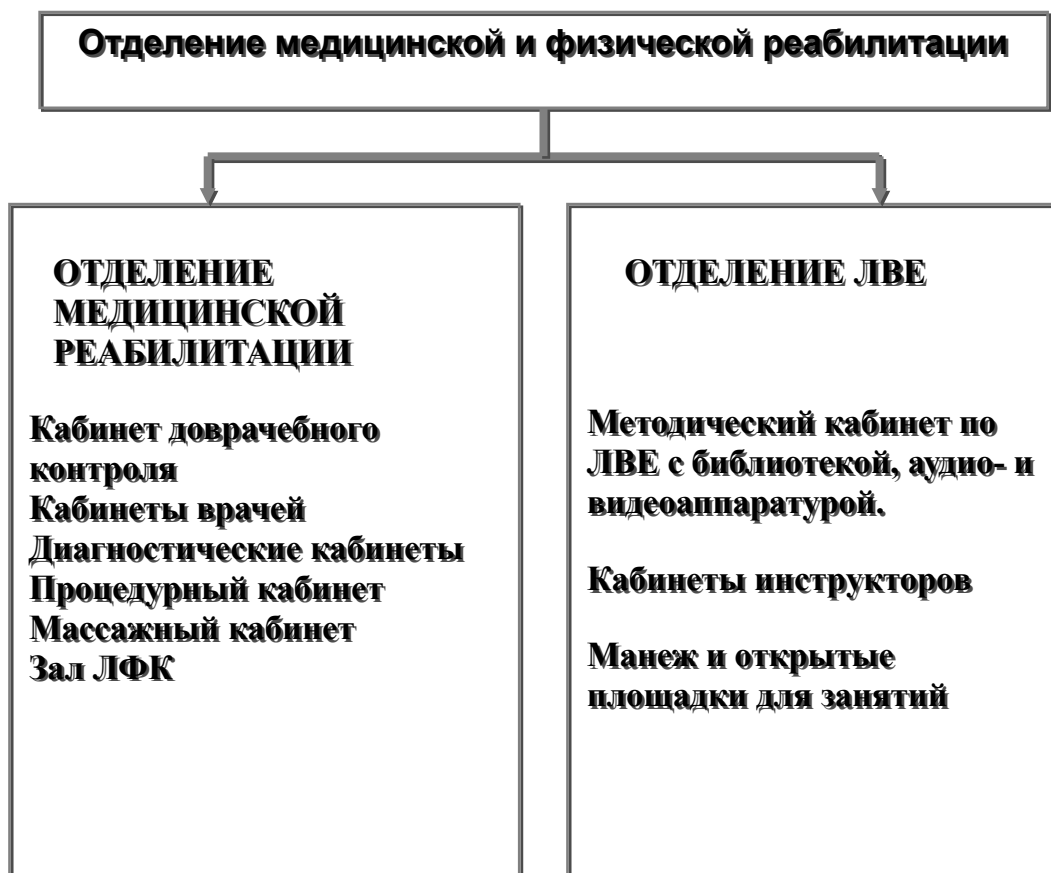 Отделение медицинской и физической реабилитации
ОТДЕЛЕНИЕ
МЕДИЦИНСКОЙ
РЕАБИЛИТАЦИИ
Кабинет доврачебного
контроля
Кабинеты врачей
Диагностические кабинеты
Процедурный кабинет
Массажный кабинет
Зал ЛФК
ОТДЕЛЕНИЕ ЛВЕ
Методический кабинет по
ЛВЕ с библиотекой, аудио- и
видеоаппаратурой.
Кабинеты инструкторов
Манеж и открытые
площадки для занятий